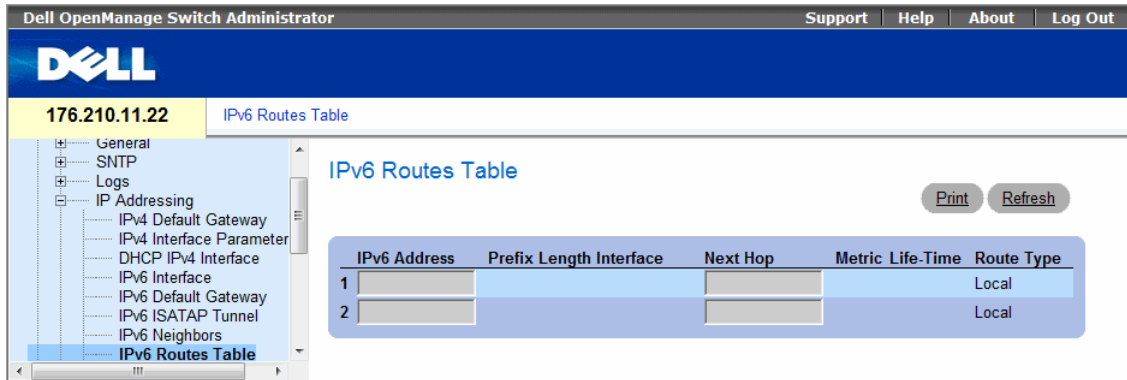 Dell OpenManage Switch Administrator Support Help About Log Out
DELL
176.210.11.22 IPv6 Routes Table
General
SNTP
Logs
IP Addressing
IPv4 Default Gateway
IPv4 Interface Parameter
DHCP IPv4 Interface
IPv6 Interface
IPv6 Default Gateway
IPv6 ISATAP Tunnel
IPv6 Neighbors
IPv6 Routes Table
IPv6 Routes Table
Print Refresh
IPv6 Address Prefix Length Interface Next Hop Metric Life-Time Route Type
1 Local
2 Local